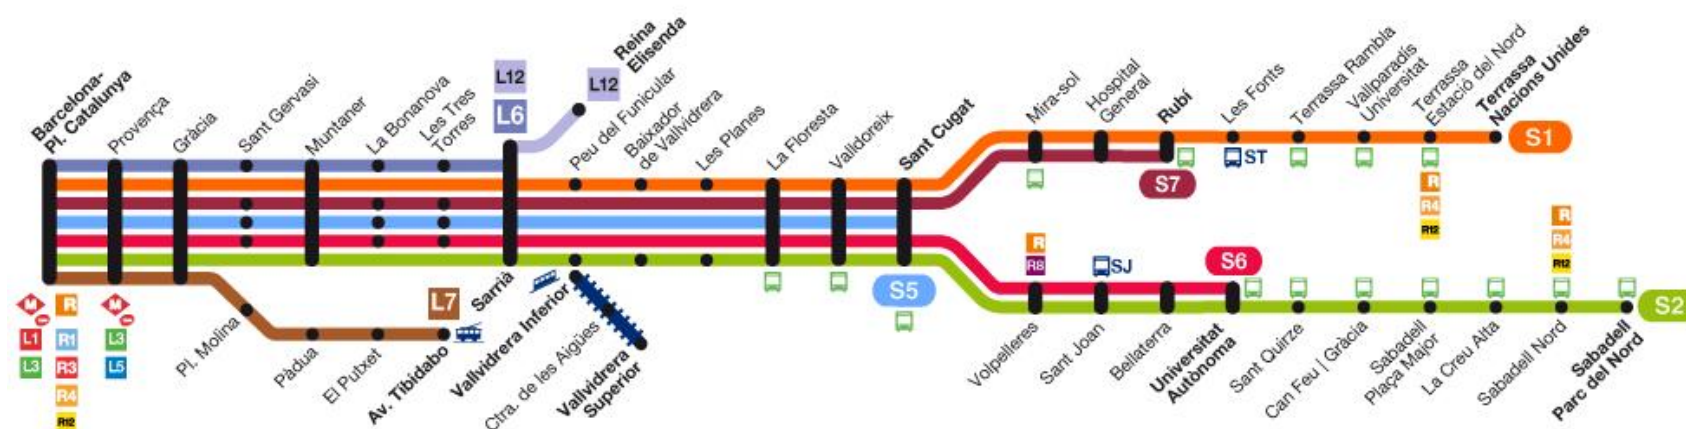 Barcelona-
Pl. Catalunya
Provença
Gràcia
Sant Gervasi
Muntaner
La Bonanova
Les Tres
Torres
L12
L6
L12
Reina
Elisenda
Peu del Funicular
Baixador
de Vallvidrera
Les Planes
La Floresta
Valldoreix
Sant Cugat
Mira-sol
Hospital
General
Rubí
Les Fonts
Terrassa Rambla
Vallparadís
Universitat
Terrassa
Estació del Nord
Terrassa
Nacions Unides
S1
ST
S7
R
R4
R12
R
R8
SJ
S6
R
R4
R12
S5
S2
M
R
L1
R1
L3
R3
R4
R12
M
L3
L5
Pl. Molina
Pàdua
El Putxet
L7
Av. Tibidabo
Sarrià
Vallvidrera Inferior
Ctra. de les Aigües
Vallvidrera
Superior
Volpelleres
Sant Joan
Bellaterra
Universitat
Autònoma
Sant Quirze
Can Feu | Gràcia
Sabadell
Plaça Major
La Creu Alta
Sabadell Nord
Sabadell
Parc del Nord